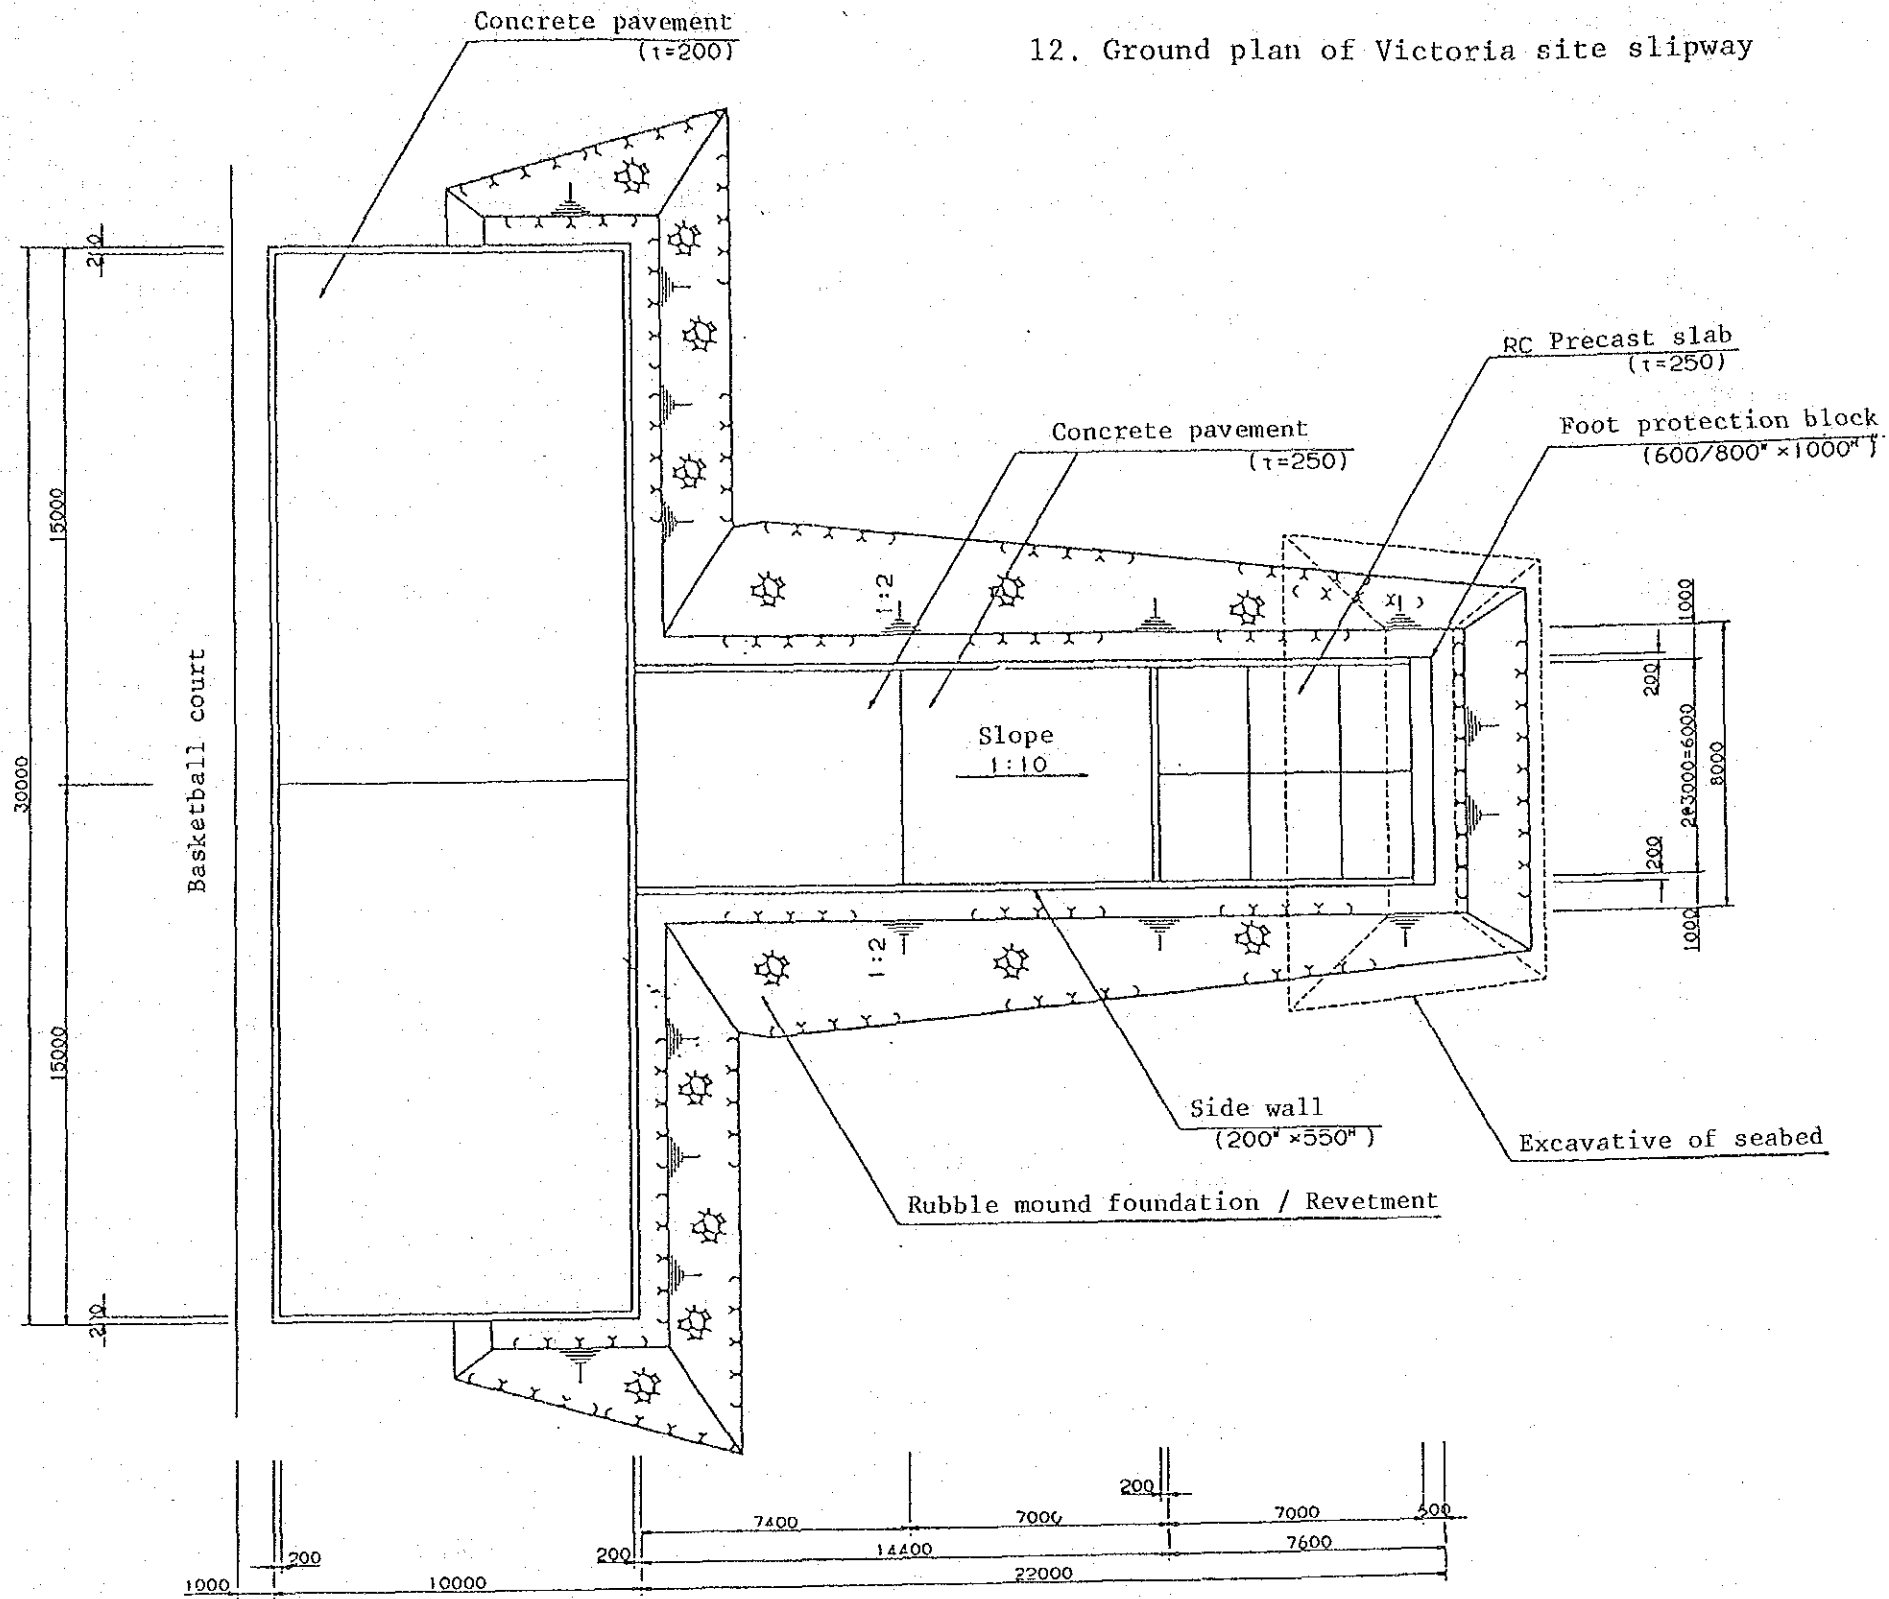 Concrete pavement
(t=200)
12. Ground plan of Victoria site slipway
RC Precast slab
(t=250)
Foot protection block
(600/800ᵂ×1000ᴴ)
Concrete pavement
(t=250)
Basketball court
30000
15000
15000
1:2
Slope
1:10
1:2
1000
200
2@3000=6000
8000
200
1000
Side wall
(200ᵂ×550ᴴ)
Excavative of seabed
Rubble mound foundation / Revetment
200
7400
7000
7000
600
200
200
14400
7600
1000
10000
22000